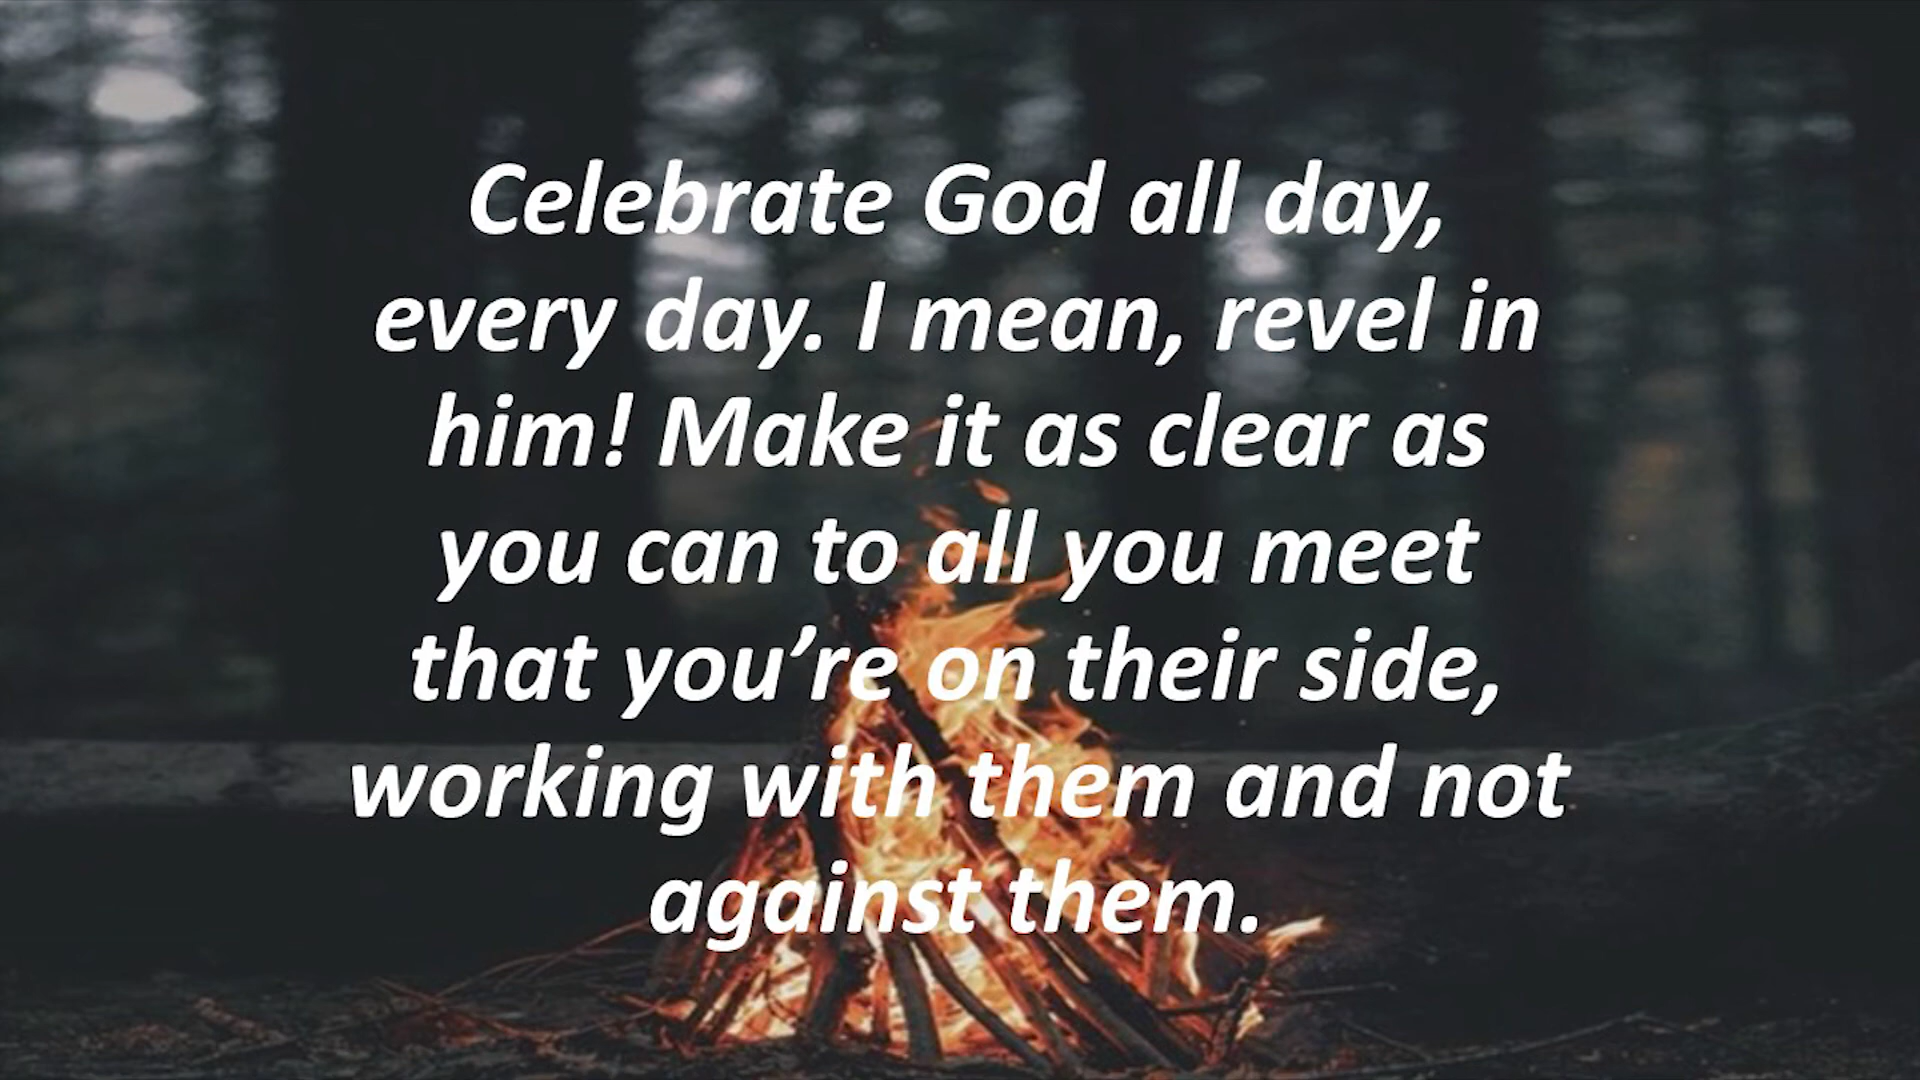 Celebrate God all day,
every day. I mean, revel in
him! Make it as clear as
you can to all you meet
that you’re on their side,
working with them and not
against them.